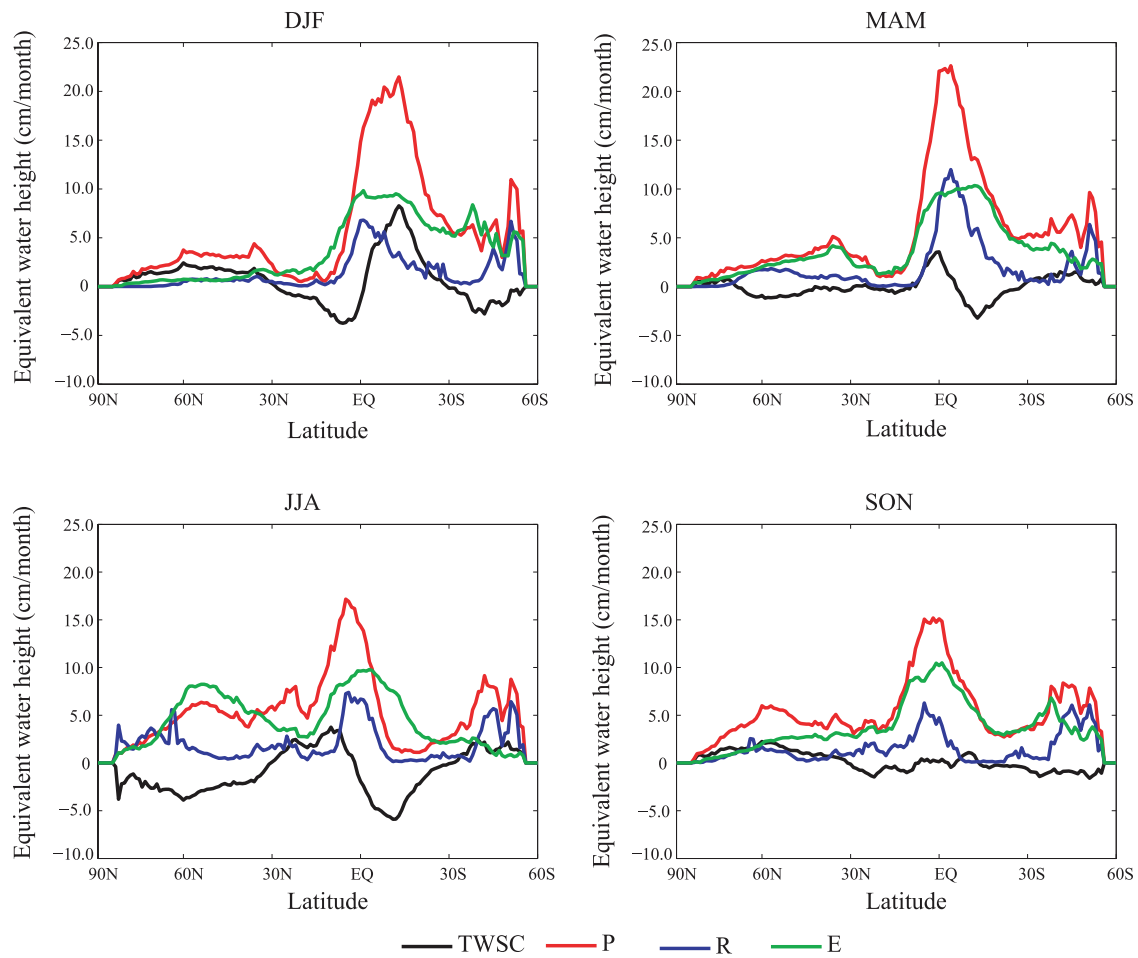 DJF
Equivalent water height (cm/month)
25.0
20.0
15.0
10.0
5.0
0
−5.0
−10.0
90N 60N 30N EQ 30S 60S
Latitude
MAM
Equivalent water height (cm/month)
25.0
20.0
15.0
10.0
5.0
0
−5.0
−10.0
90N 60N 30N EQ 30S 60S
Latitude
JJA
Equivalent water height (cm/month)
25.0
20.0
15.0
10.0
5.0
0
−5.0
−10.0
90N 60N 30N EQ 30S 60S
Latitude
SON
Equivalent water height (cm/month)
25.0
20.0
15.0
10.0
5.0
0
−5.0
−10.0
90N 60N 30N EQ 30S 60S
Latitude
TWSC P R E